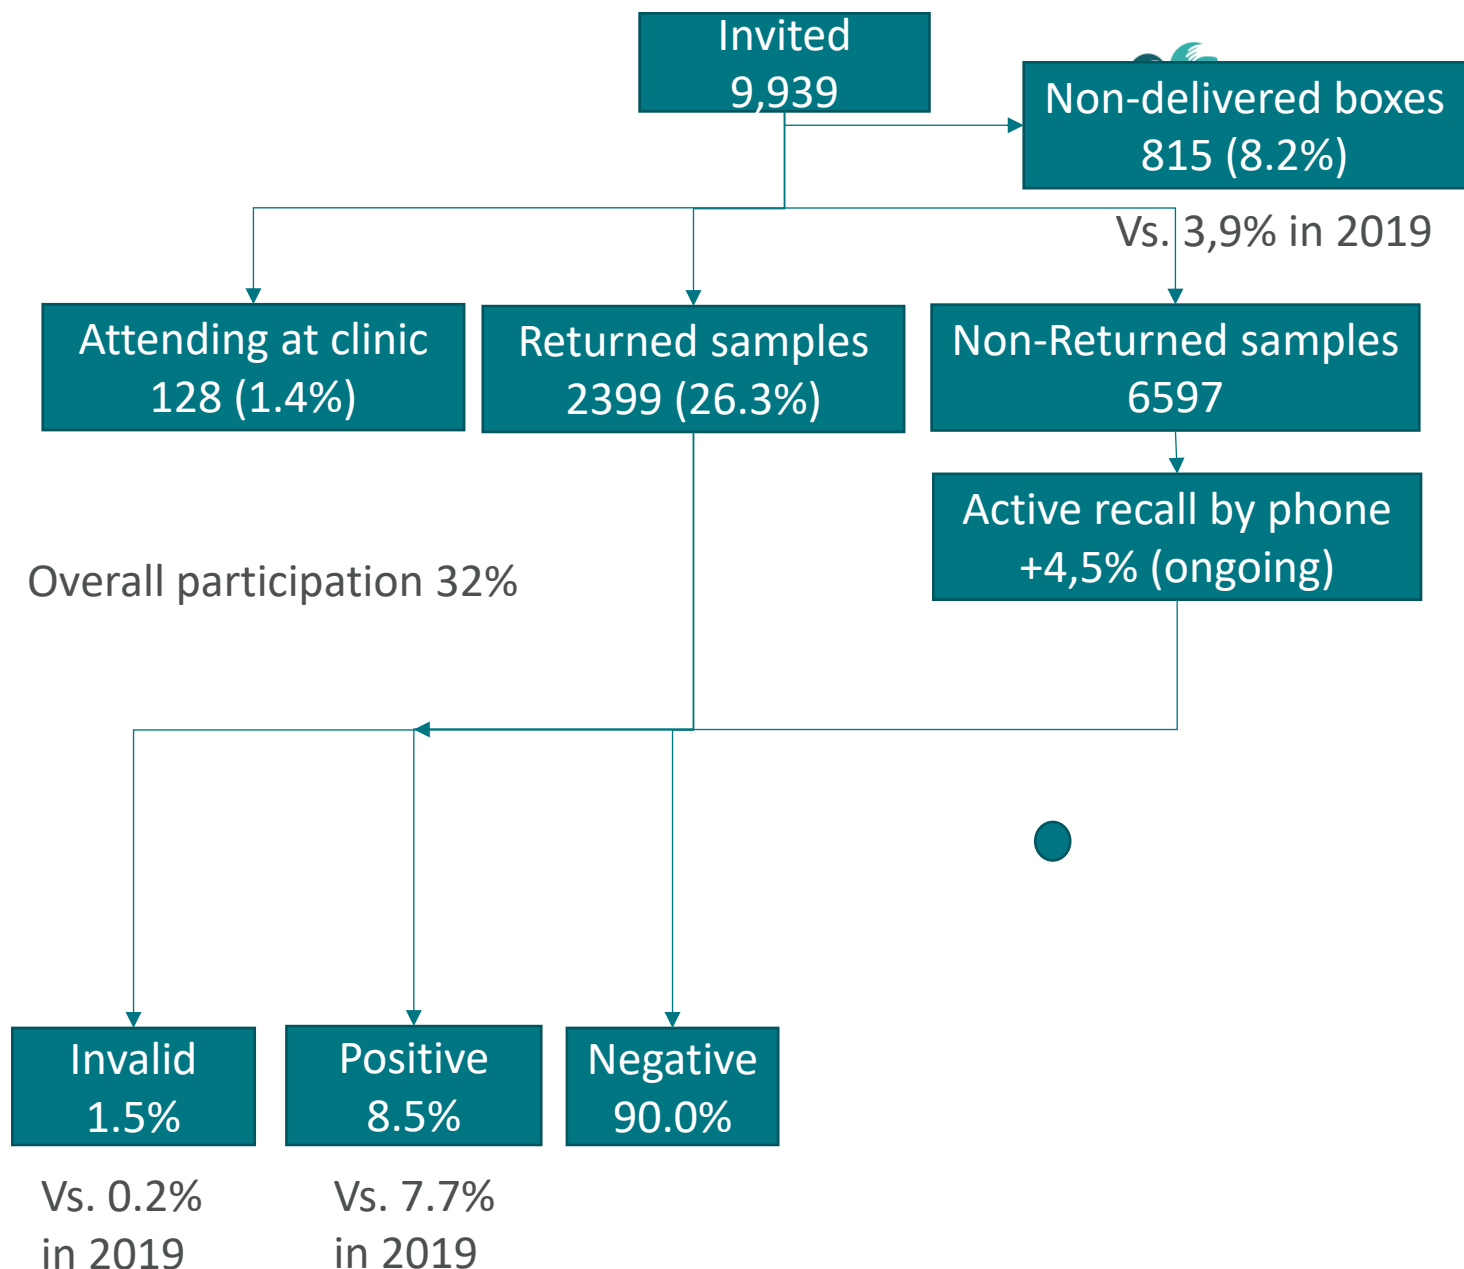 Invited
9,939
Non-delivered boxes
815 (8.2%)
Vs. 3,9% in 2019
Attending at clinic
128 (1.4%)
Returned samples
2399 (26.3%)
Non-Returned samples
6597
Active recall by phone
+4,5% (ongoing)
Overall participation 32%
Invalid
1.5%
Positive
8.5%
Negative
90.0%
Vs. 0.2%
in 2019
Vs. 7.7%
in 2019